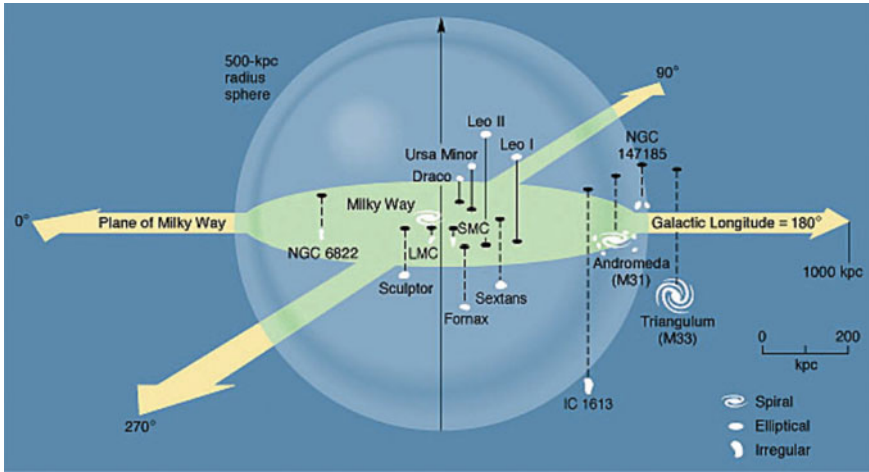 500-kpc
radius
sphere
90°
Leo II
NGC
147185
Leo I
Ursa Minor
Draco
Milky Way
0°
Plane of Milky Way
SMC
Galactic Longitude = 180°
NGC 6822
LMC
Andromeda
(M31)
1000 kpc
Sculptor
Sextans
Fornax
Triangulum
(M33)
0
200
kpc
IC 1613
Spiral
270°
Elliptical
Irregular